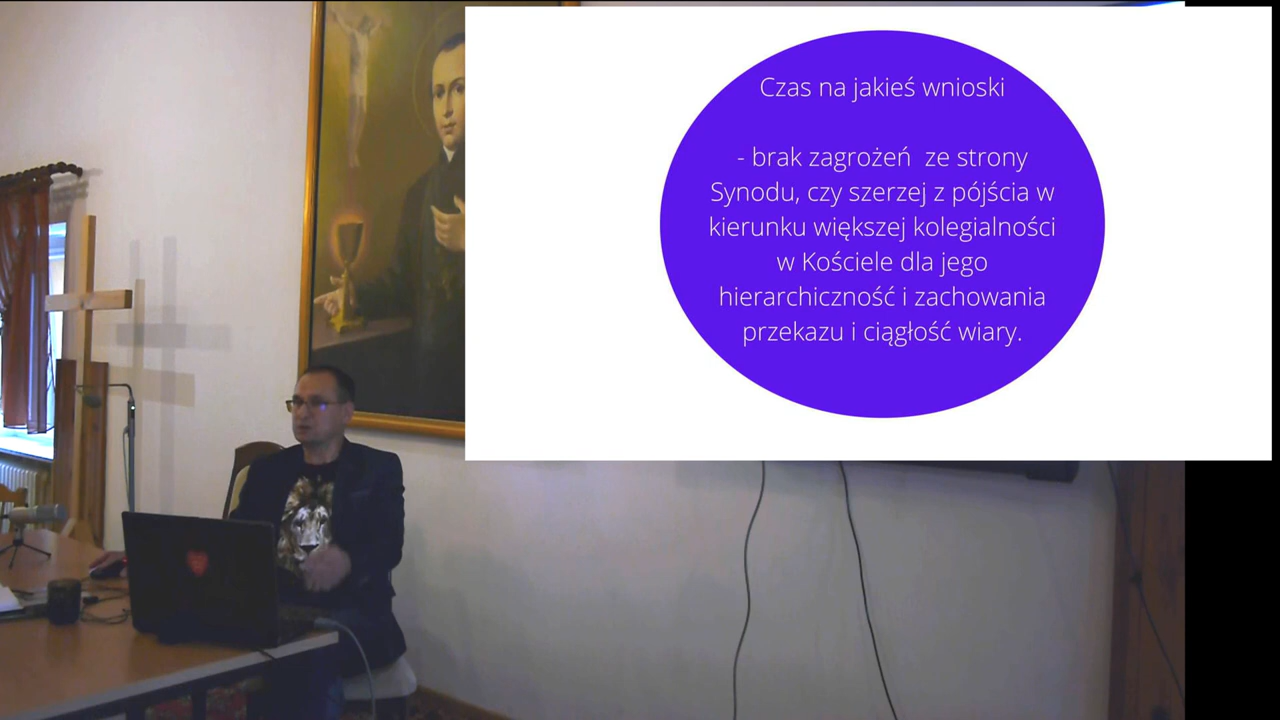 Czas na jakieś wnioski
- brak zagrożeń  ze strony
Synodu, czy szerzej z pójścia w
kierunku większej kolegialności
w Kościele dla jego
hierarchiczność i zachowania
przekazu i ciągłość wiary.